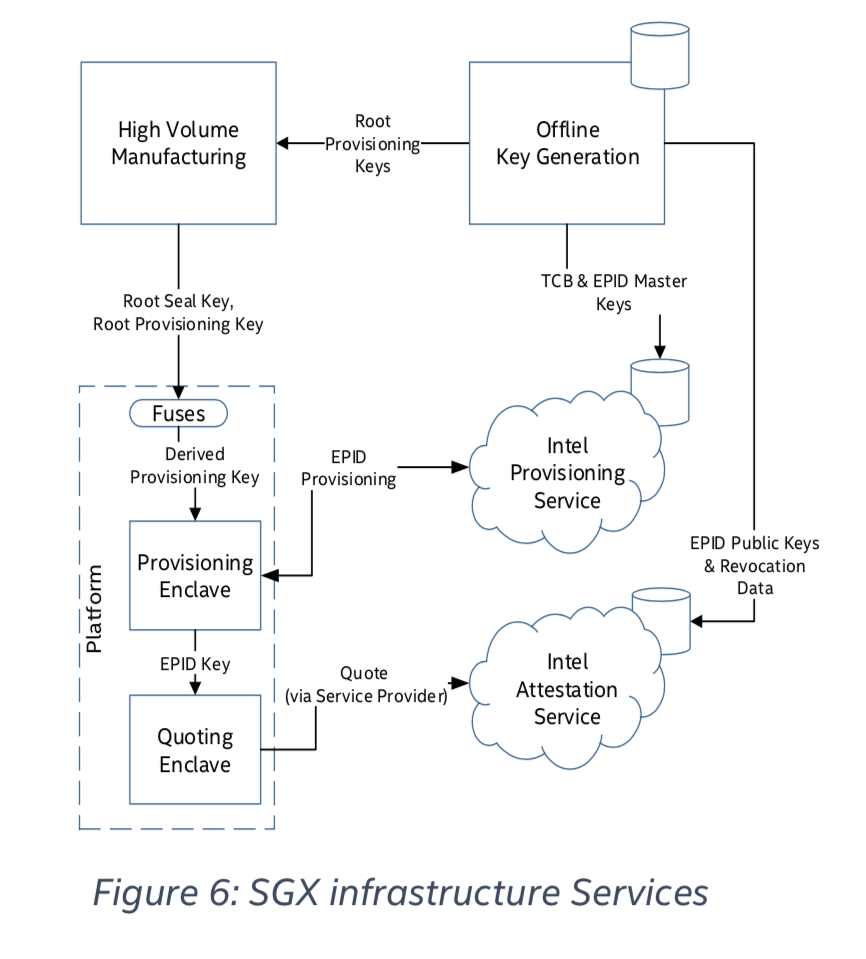 High Volume
Manufacturing
Root
Provisioning
Keys
Offline
Key Generation
TCB & EPID Master
Keys
Root Seal Key,
Root Provisioning Key
Fuses
Derived
Provisioning Key
EPID
Provisioning
Intel
Provisioning
Service
Provisioning
Enclave
EPID Public Keys
& Revocation
Data
Platform
EPID Key
Quote
(via Service Provider)
Intel
Attestation
Service
Quoting
Enclave
Figure 6: SGX infrastructure Services